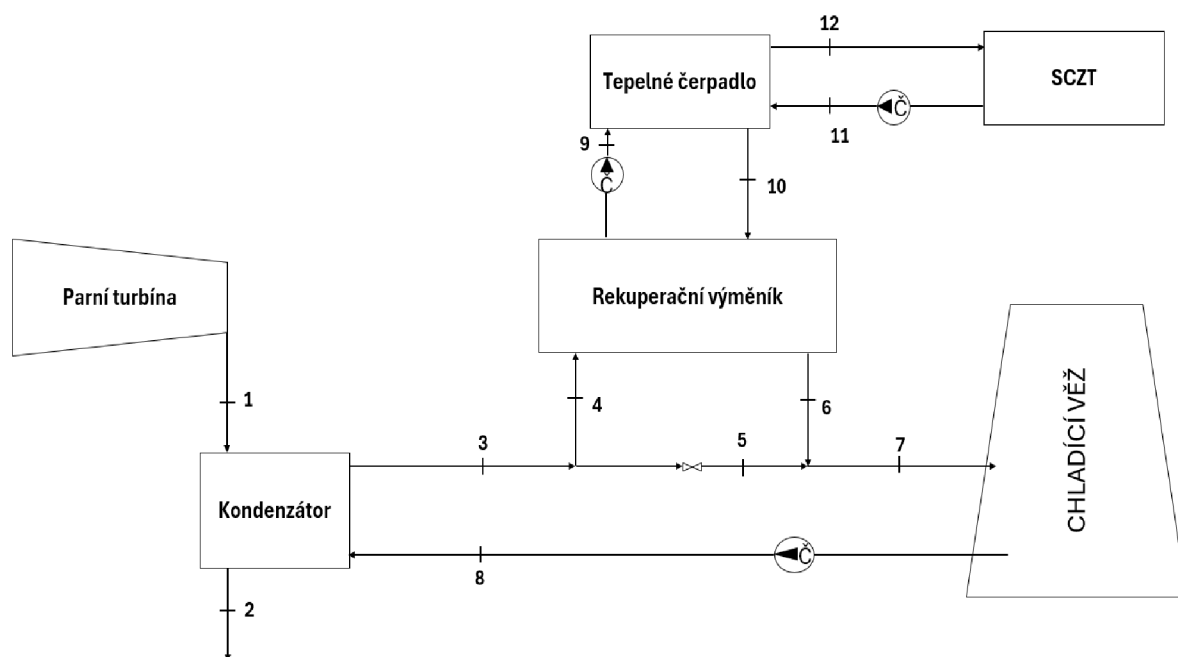 12
Tepelné čerpadlo
SCZT
Č
11
9
Č
10
Parní turbína
Rekuperační výměník
1
4
6
3
5
7
Kondenzátor
CHLADÍCÍ VĚŽ
8
Č
2